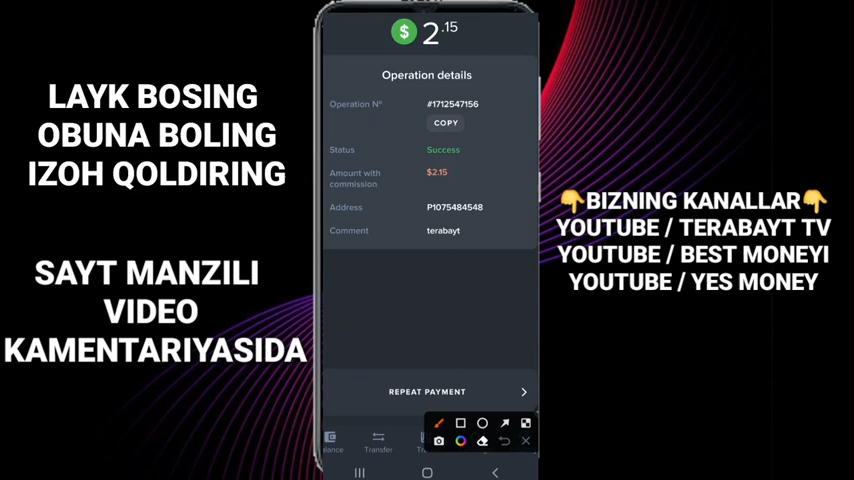 LAYK BOSING
OBUNA BOLING
IZOH QOLDIRING
SAYT MANZILI
VIDEO
KAMENTARIYASIDA
$ 2.15
Operation details
Operation Nº #1712547156
COPY
Status Success
Amount with commission $2.15
Address P1075484548
Comment terabayt
REPEAT PAYMENT
Transfer
👇BIZNING KANALLAR👇
YOUTUBE / TERABAYT TV
YOUTUBE / BEST MONEYI
YOUTUBE / YES MONEY